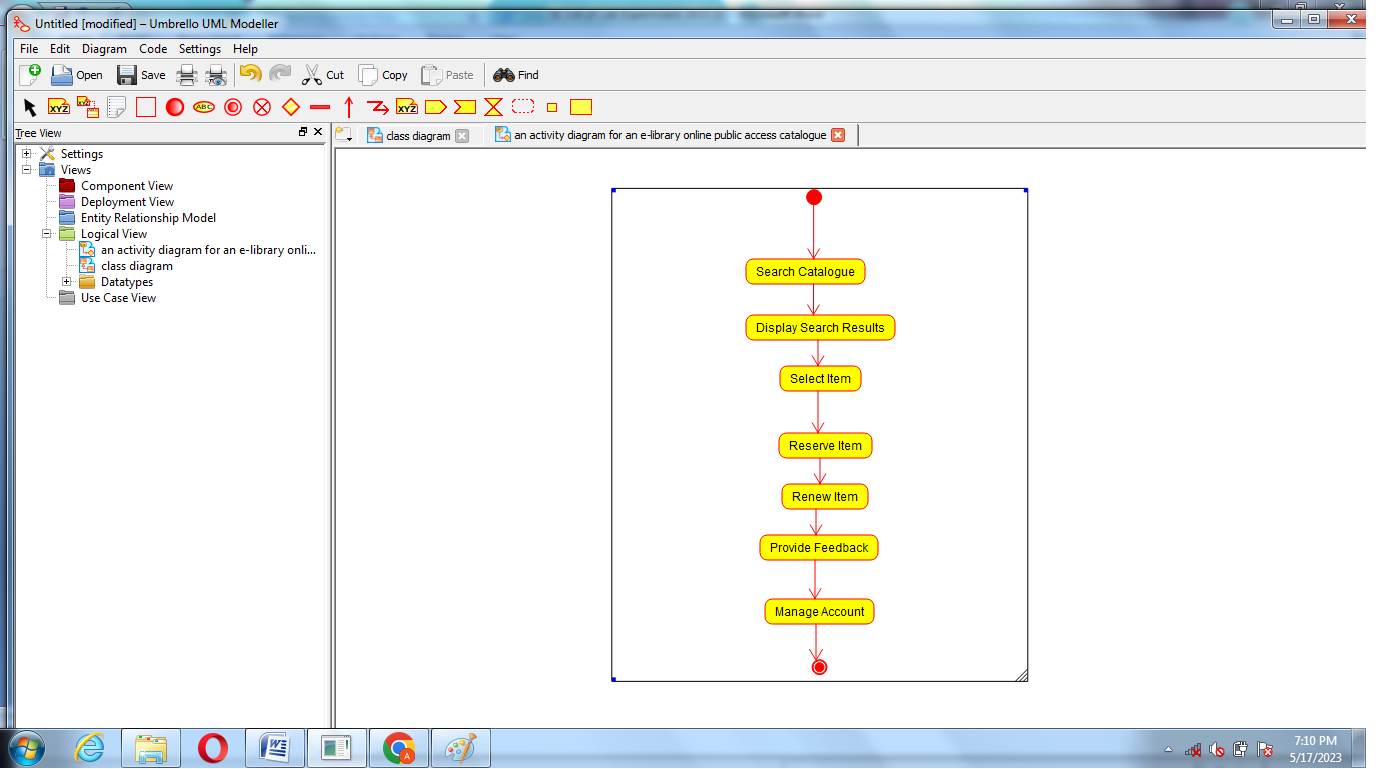 Untitled [modified] – Umbrello UML Modeller
File Edit Diagram Code Settings Help
Open Save Cut Copy Paste Find
XYZ XYZ ABC XYZ
Tree View
class diagram
an activity diagram for an e-library online public access catalogue
Settings
Views
Component View
Deployment View
Entity Relationship Model
Logical View
an activity diagram for an e-library onli...
class diagram
Datatypes
Use Case View
Search Catalogue
Display Search Results
Select Item
Reserve Item
Renew Item
Provide Feedback
Manage Account
A
7:10 PM
5/17/2023